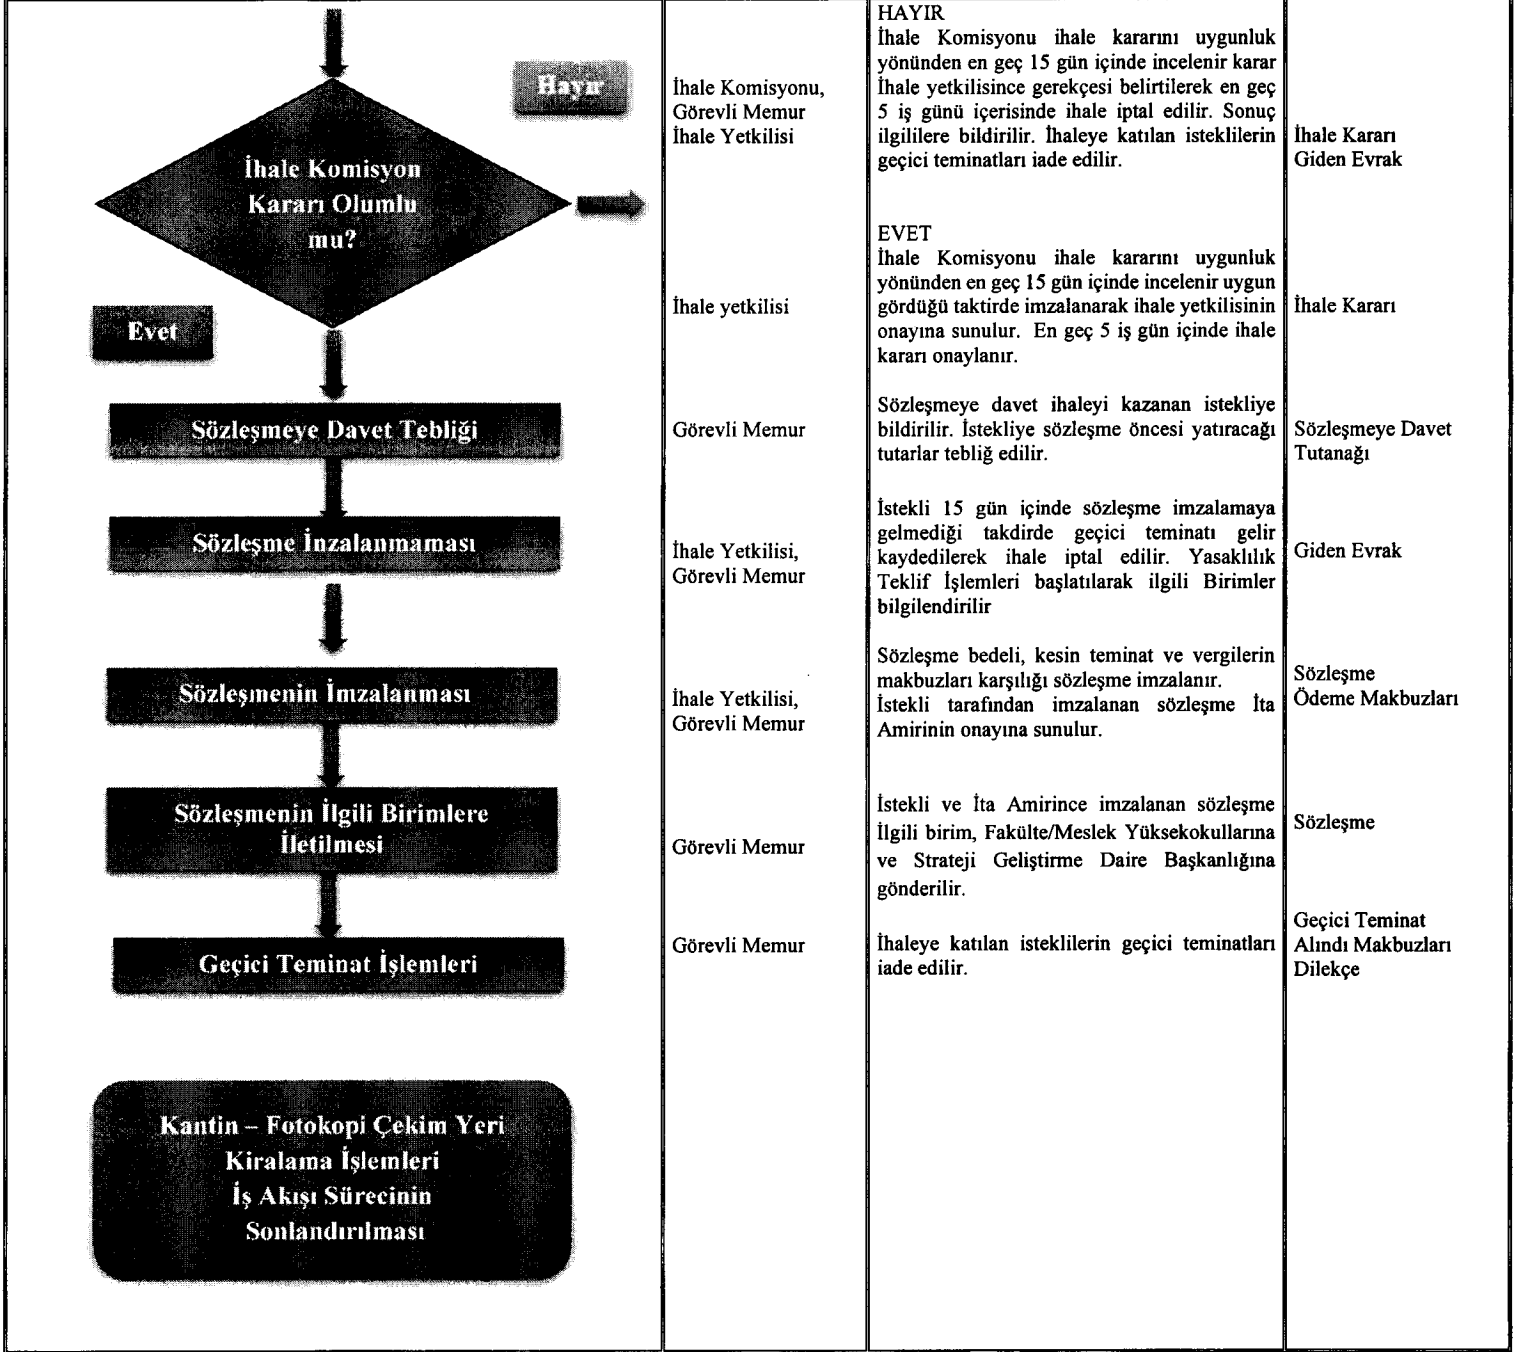 Hayır
İhale Komisyon
Kararı Olumlu
mu?
Evet
Sözleşmeye Davet Tebliği
Sözleşme İnzalanmaması
Sözleşmenin İmzalanması
Sözleşmenin İlgili Birimlere
İletilmesi
Geçici Teminat İşlemleri
Kantin – Fotokopi Çekim Yeri
Kiralama İşlemleri
İş Akışı Sürecinin
Sonlandırılması
İhale Komisyonu,
Görevli Memur
İhale Yetkilisi
İhale yetkilisi
Görevli Memur
İhale Yetkilisi,
Görevli Memur
İhale Yetkilisi,
Görevli Memur
Görevli Memur
Görevli Memur
HAYIR
İhale Komisyonu ihale kararını uygunluk
yönünden en geç 15 gün içinde incelenir karar
İhale yetkilisince gerekçesi belirtilerek en geç
5 iş günü içerisinde ihale iptal edilir. Sonuç
ilgililere bildirilir. İhaleye katılan isteklilerin
geçici teminatları iade edilir.
EVET
İhale Komisyonu ihale kararını uygunluk
yönünden en geç 15 gün içinde incelenir uygun
gördüğü taktirde imzalanarak ihale yetkilisinin
onayına sunulur. En geç 5 iş gün içinde ihale
kararı onaylanır.
Sözleşmeye davet ihaleyi kazanan istekliye
bildirilir. İstekliye sözleşme öncesi yatıracağı
tutarlar tebliğ edilir.
İstekli 15 gün içinde sözleşme imzalamaya
gelmediği takdirde geçici teminatı gelir
kaydedilerek ihale iptal edilir. Yasaklılık
Teklif İşlemleri başlatılarak ilgili Birimler
bilgilendirilir
Sözleşme bedeli, kesin teminat ve vergilerin
makbuzları karşılığı sözleşme imzalanır.
İstekli tarafından imzalanan sözleşme İta
Amirinin onayına sunulur.
İstekli ve İta Amirince imzalanan sözleşme
İlgili birim, Fakülte/Meslek Yüksekokullarına
ve Strateji Geliştirme Daire Başkanlığına
gönderilir.
İhaleye katılan isteklilerin geçici teminatları
iade edilir.
İhale Kararı
Giden Evrak
İhale Kararı
Sözleşmeye Davet
Tutanağı
Giden Evrak
Sözleşme
Ödeme Makbuzları
Sözleşme
Geçici Teminat
Alındı Makbuzları
Dilekçe